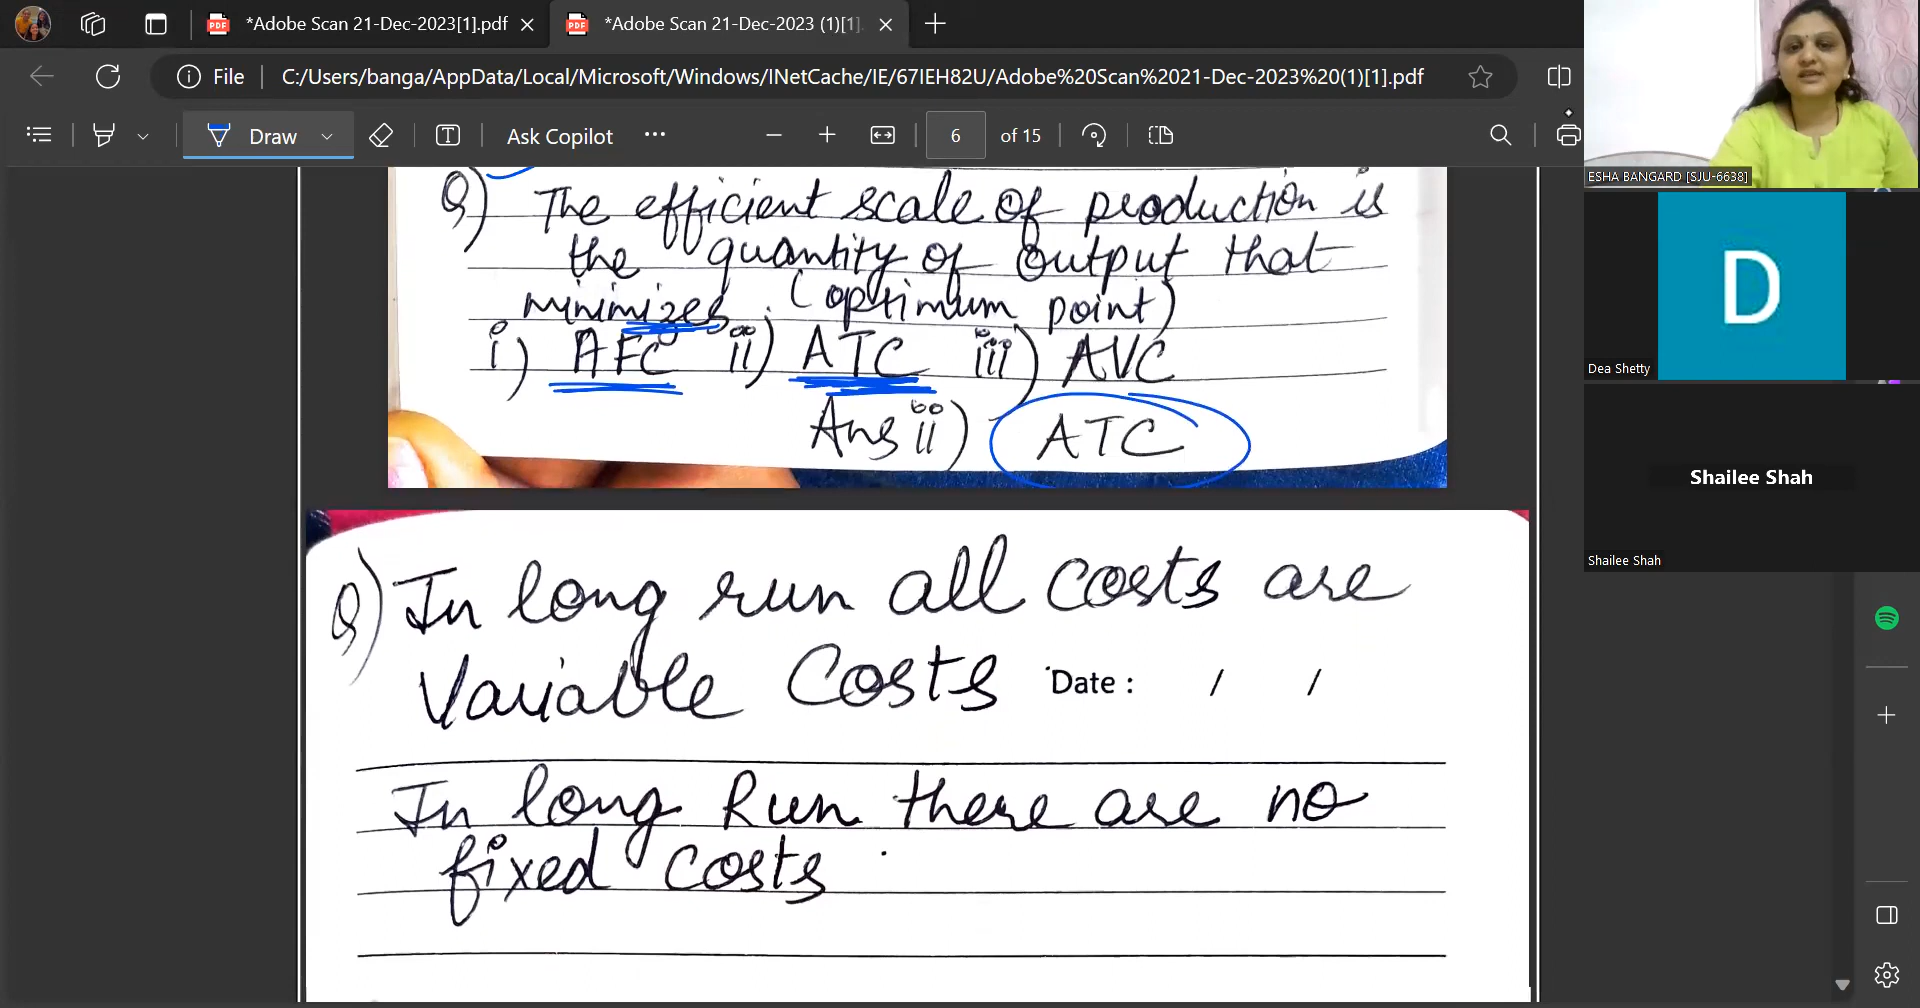 *Adobe Scan 21-Dec-2023[1].pdf
*Adobe Scan 21-Dec-2023 (1)[1].
File
C:/Users/banga/AppData/Local/Microsoft/Windows/INetCache/IE/67IEH82U/Adobe%20Scan%2021-Dec-2023%20(1)[1].pdf
Draw
Ask Copilot
6 of 15
Q) The efficient scale of production is
the quantity of output that
minimizes. (optimum point)
i) AFC ii) ATC iii) AVC
Ans ii) ATC
Q) In long run all costs are
Variable Costs Date : / /
In long Run there are no
fixed costs
ESHA BANGARD [SJU-6638]
D
Dea Shetty
Shailee Shah
Shailee Shah